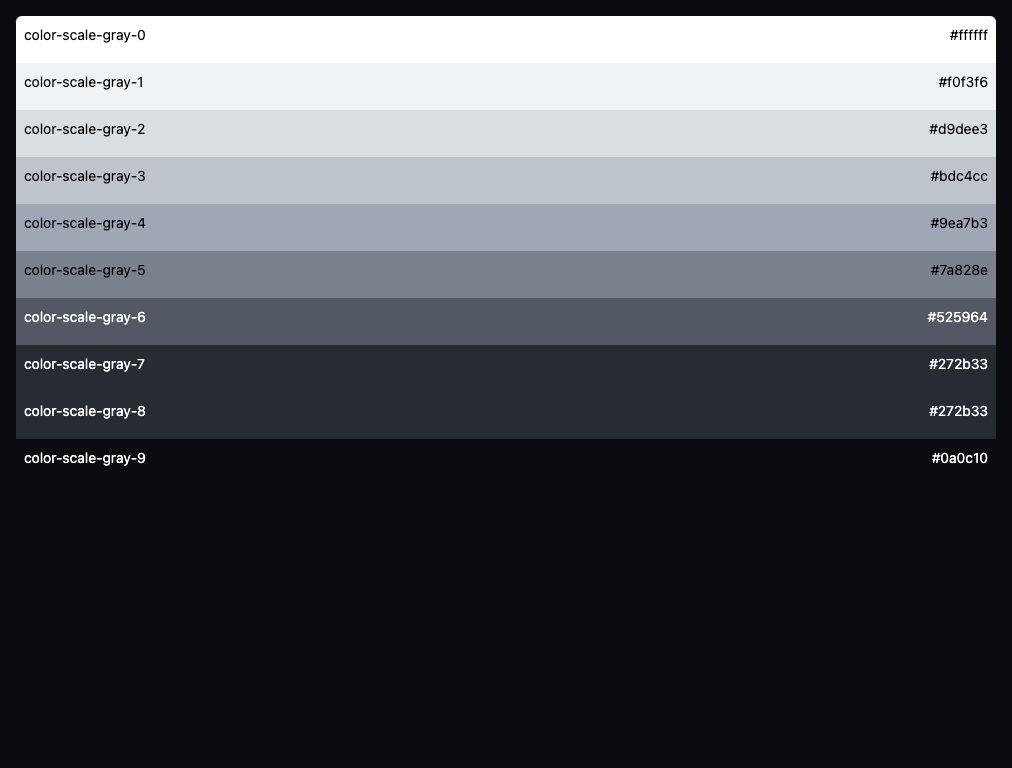 color-scale-gray-0 #ffffff
color-scale-gray-1 #f0f3f6
color-scale-gray-2 #d9dee3
color-scale-gray-3 #bdc4cc
color-scale-gray-4 #9ea7b3
color-scale-gray-5 #7a828e
color-scale-gray-6 #525964
color-scale-gray-7 #272b33
color-scale-gray-8 #272b33
color-scale-gray-9 #0a0c10